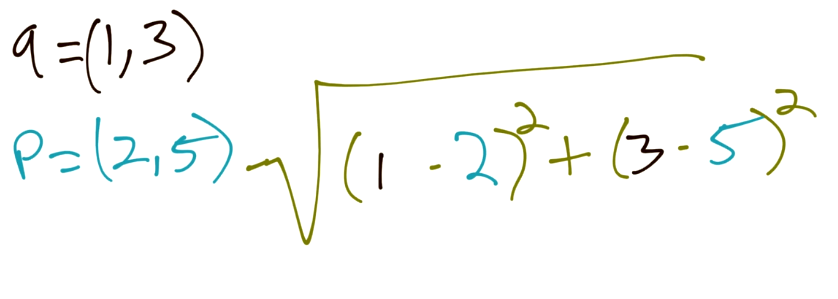 q=(1,3)
p=(2,5) √(1-2)²+(3-5)²